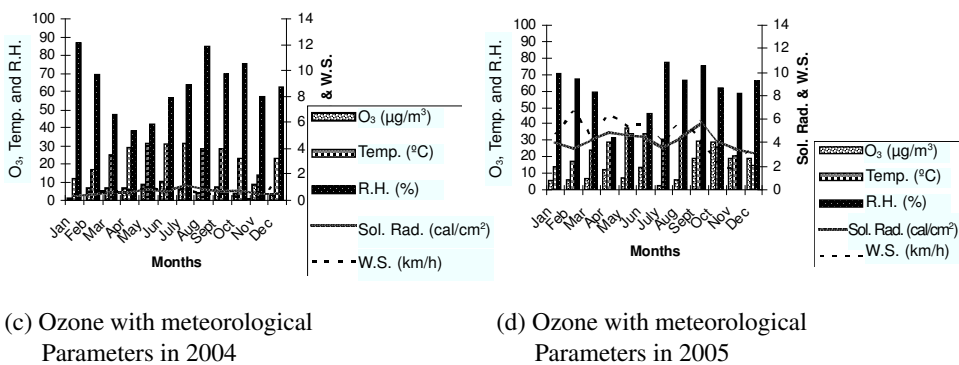 O₃, Temp. and R.H.
100
90
80
70
60
50
40
30
20
10
0
14
12
10
8
6
4
2
0
& W.S.
Jan
Feb
Mar
Apr
May
Jun
July
Aug
Sept
Oct
Nov
Dec
Months
O₃ (µg/m³)
Temp. (ºC)
R.H. (%)
Sol. Rad. (cal/cm²)
W.S. (km/h)
(c) Ozone with meteorological
Parameters in 2004
O₃, Temp. and R.H.
100
90
80
70
60
50
40
30
20
10
0
14
12
10
8
6
4
2
0
Sol. Rad. & W.S.
Jan
Feb
Mar
Apr
May
Jun
July
Aug
Sept
Oct
Nov
Dec
Months
O₃ (µg/m³)
Temp. (ºC)
R.H. (%)
Sol. Rad. (cal/cm²)
W.S. (km/h)
(d) Ozone with meteorological
Parameters in 2005